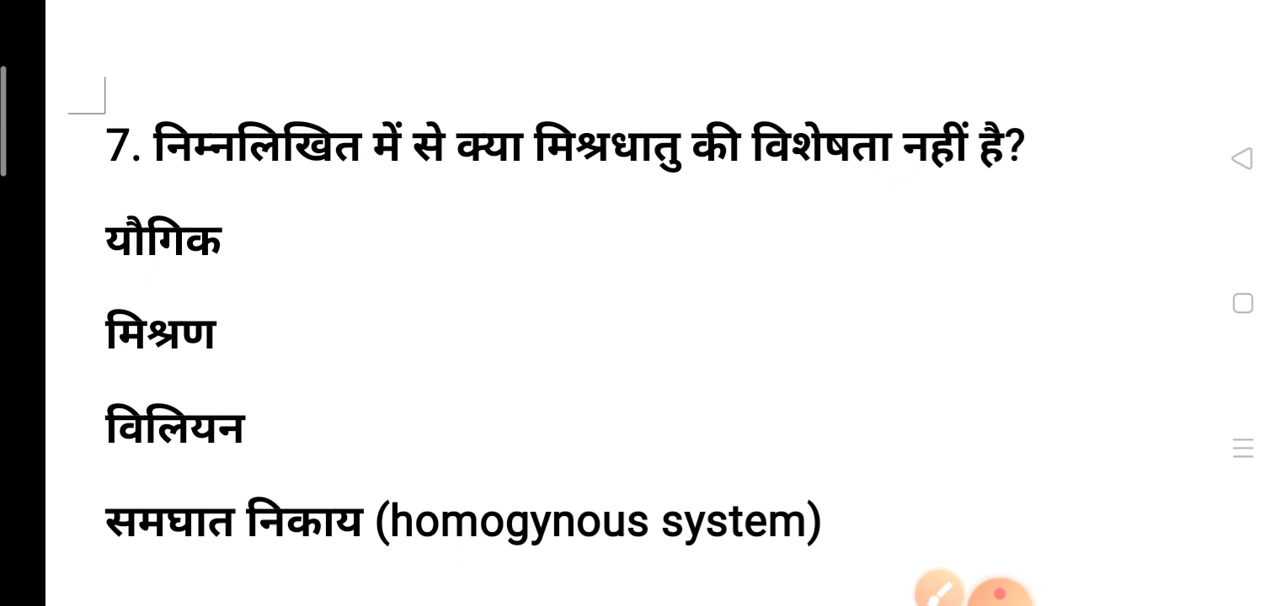 7. निम्नलिखित में से क्या मिश्रधातु की विशेषता नहीं है?
यौगिक
मिश्रण
विलियन
समघात निकाय (homogynous system)